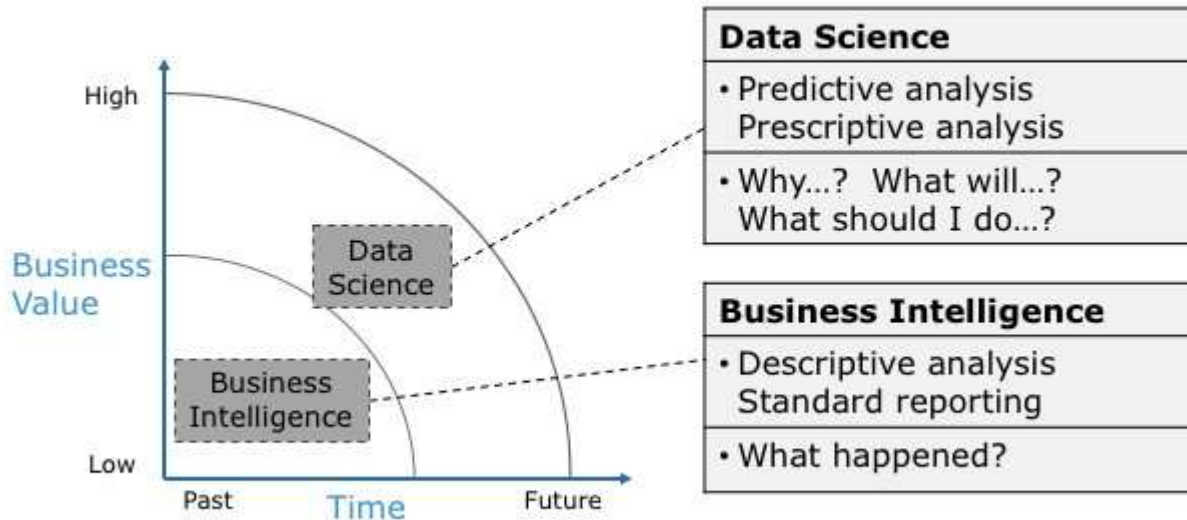 High
Business
Value
Low
Past
Time
Future
Data
Science
Business
Intelligence
Data Science
• Predictive analysis
Prescriptive analysis
• Why...? What will...?
What should I do...?
Business Intelligence
• Descriptive analysis
Standard reporting
• What happened?